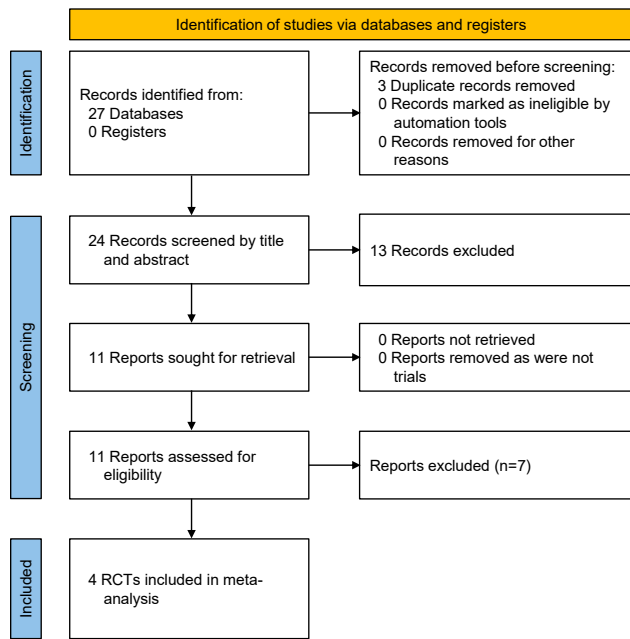 Identification of studies via databases and registers
Identification
Records identified from:
27 Databases
0 Registers
Records removed before screening:
3 Duplicate records removed
0 Records marked as ineligible by
automation tools
0 Records removed for other
reasons
Screening
24 Records screened by title
and abstract
13 Records excluded
11 Reports sought for retrieval
0 Reports not retrieved
0 Reports removed as were not
trials
11 Reports assessed for
eligibility
Reports excluded (n=7)
Included
4 RCTs included in meta-
analysis